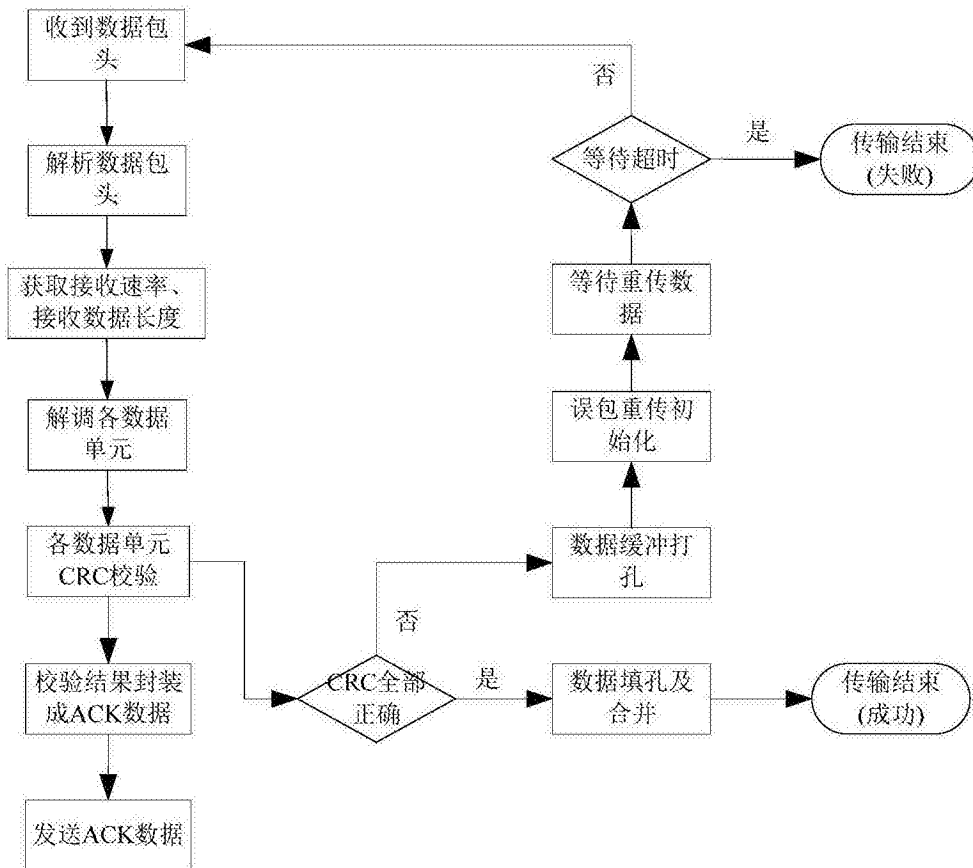 收到数据包
头
解析数据包
头
获取接收速率、
接收数据长度
解调各数据
单元
各数据单元
CRC校验
校验结果封装
成ACK数据
发送ACK数据
CRC全部
正确
否
是
数据缓冲打
孔
误包重传初
始化
等待重传数
据
等待超时
否
是
传输结束
(失败)
数据填孔及
合并
传输结束
(成功)